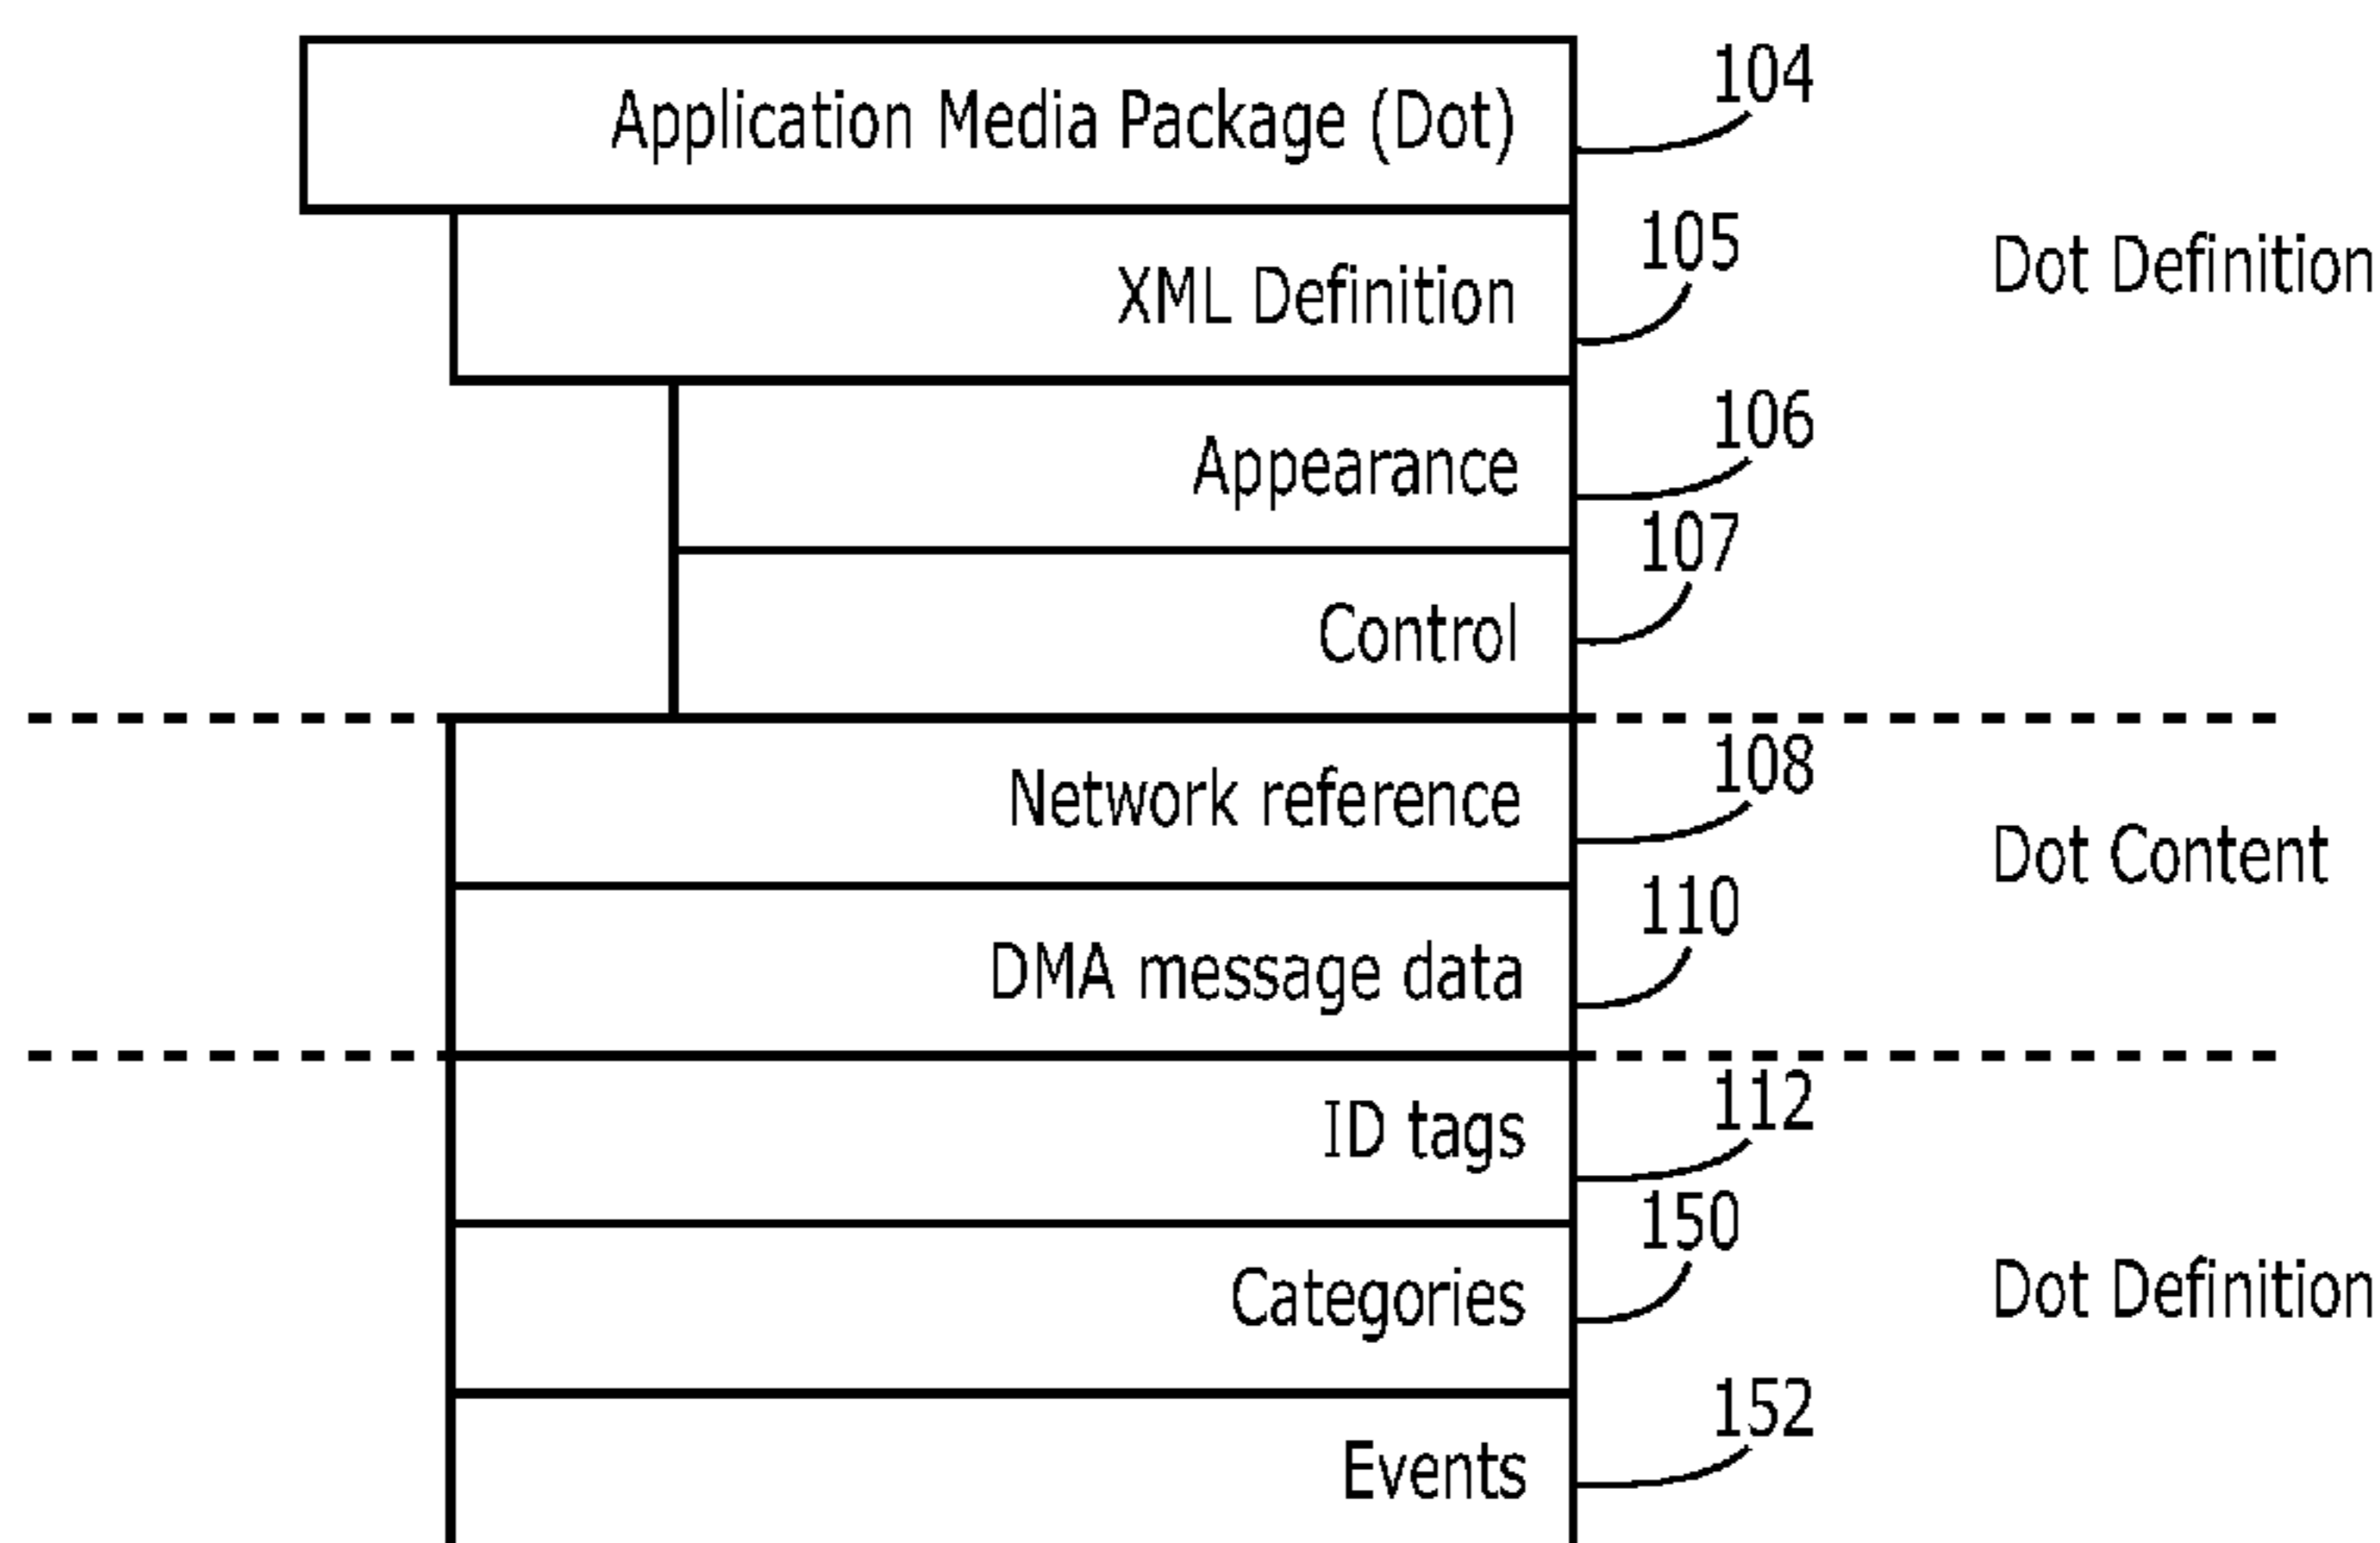 Application Media Package (Dot)
104
XML Definition
105
Dot Definition
Appearance
106
Control
107
Network reference
108
Dot Content
DMA message data
110
ID tags
112
Categories
150
Dot Definition
Events
152